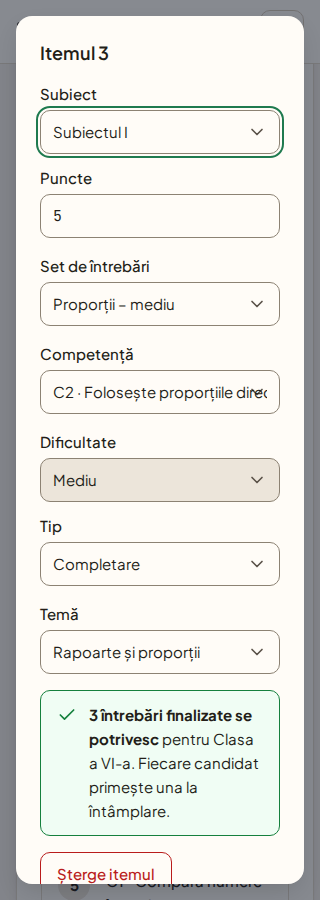 Itemul 3
Subiect
Subiectul I
Puncte
5
Set de întrebări
Proporții – mediu
Competență
C2 · Folosește proporțiile
Dificultate
Mediu
Tip
Completare
Temă
Rapoarte și proporții
3 întrebări finalizate se
potrivesc pentru Clasa
a VI-a. Fiecare candidat
primește una la
întâmplare.
Șterge itemul
5